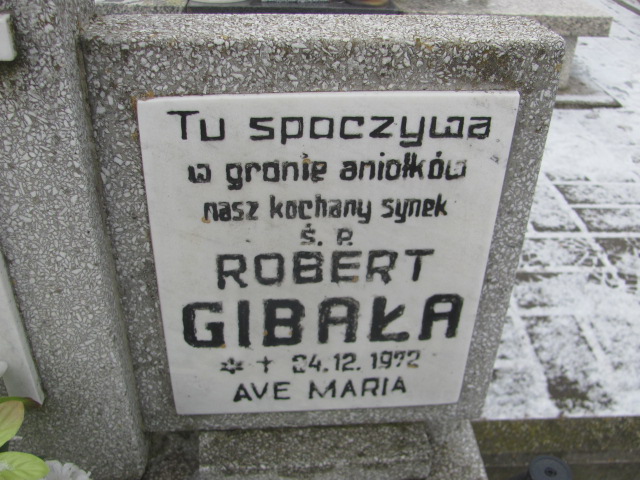 Tu spoczywa
w gronie aniołków
nasz kochany synek
Ś. P.
ROBERT
GIBAŁA
* + 24.12.1972
AVE MARIA